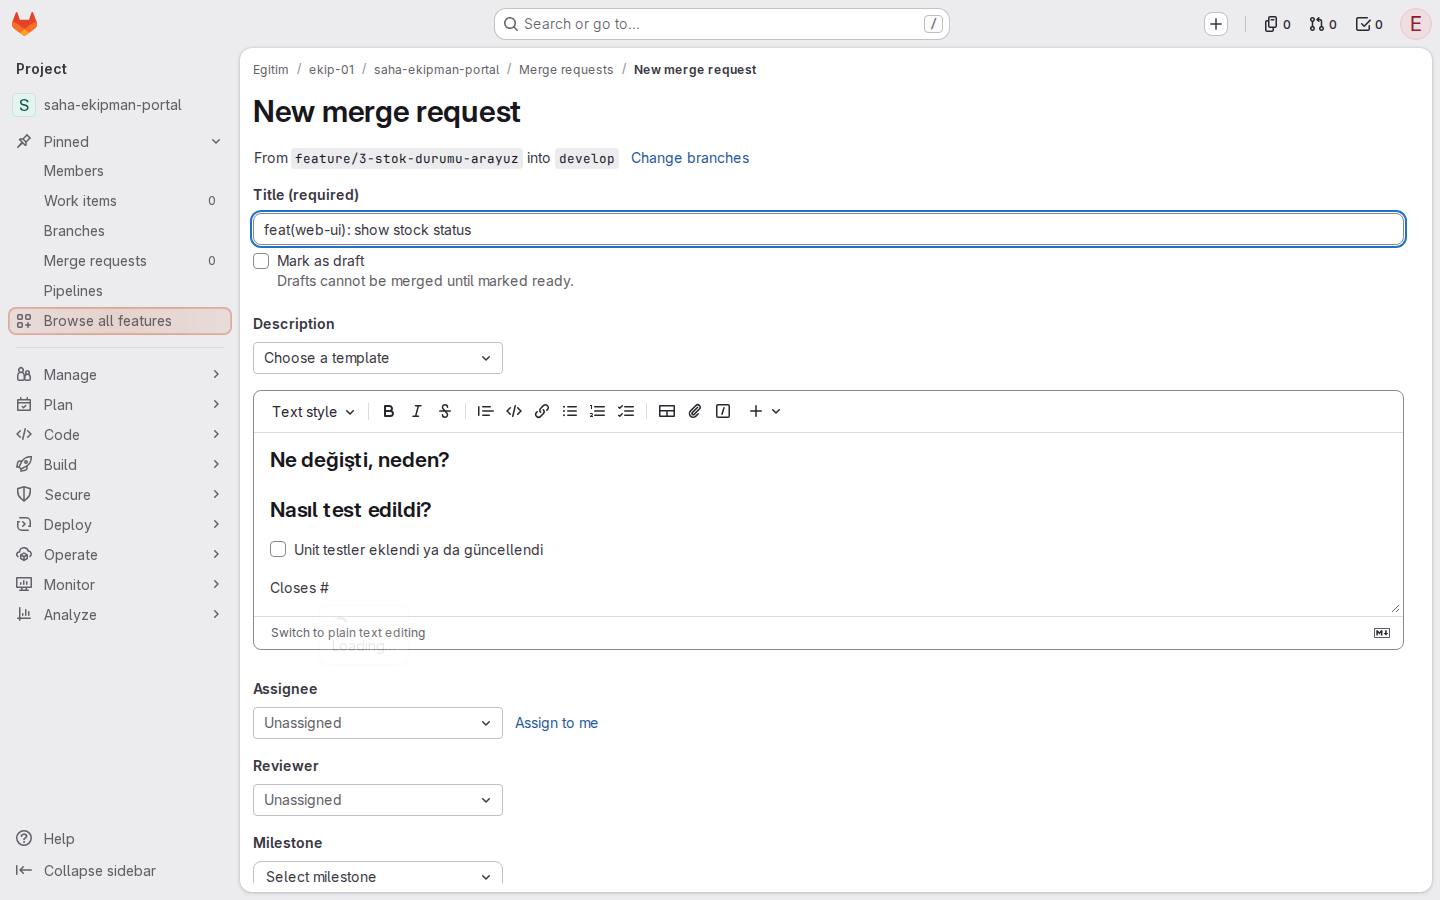 Search or go to...
/
0
0
0
E
Project
S
saha-ekipman-portal
Pinned
Members
Work items 0
Branches
Merge requests 0
Pipelines
Browse all features
Manage
Plan
Code
Build
Secure
Deploy
Operate
Monitor
Analyze
Help
Collapse sidebar
Egitim / ekip-01 / saha-ekipman-portal / Merge requests / New merge request
New merge request
From feature/3-stok-durumu-arayuz into develop Change branches
Title (required)
feat(web-ui): show stock status
Mark as draft
Drafts cannot be merged until marked ready.
Description
Choose a template
Text style
Ne değişti, neden?
Nasıl test edildi?
Unit testler eklendi ya da güncellendi
Closes #
Switch to plain text editing
Loading...
Assignee
Unassigned
Assign to me
Reviewer
Unassigned
Milestone
Select milestone